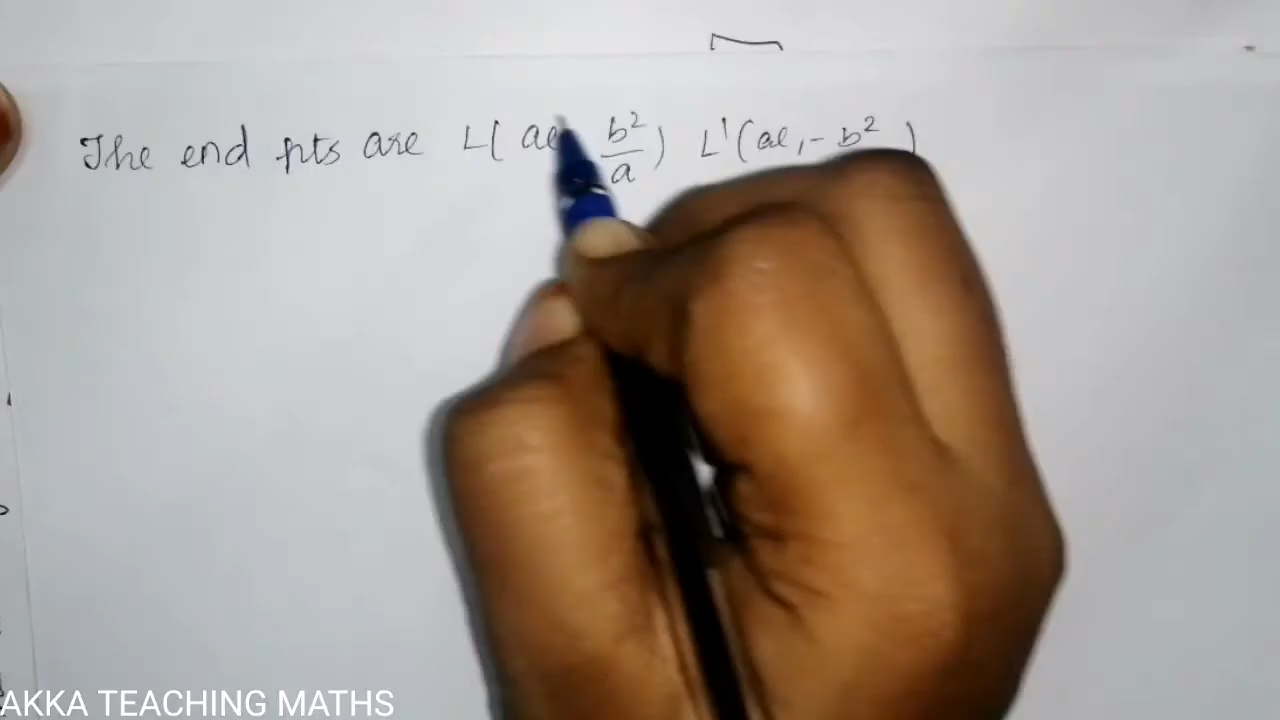 The end pts are L( ae b²/a ) L'(ae, -b² )
AKKA TEACHING MATHS